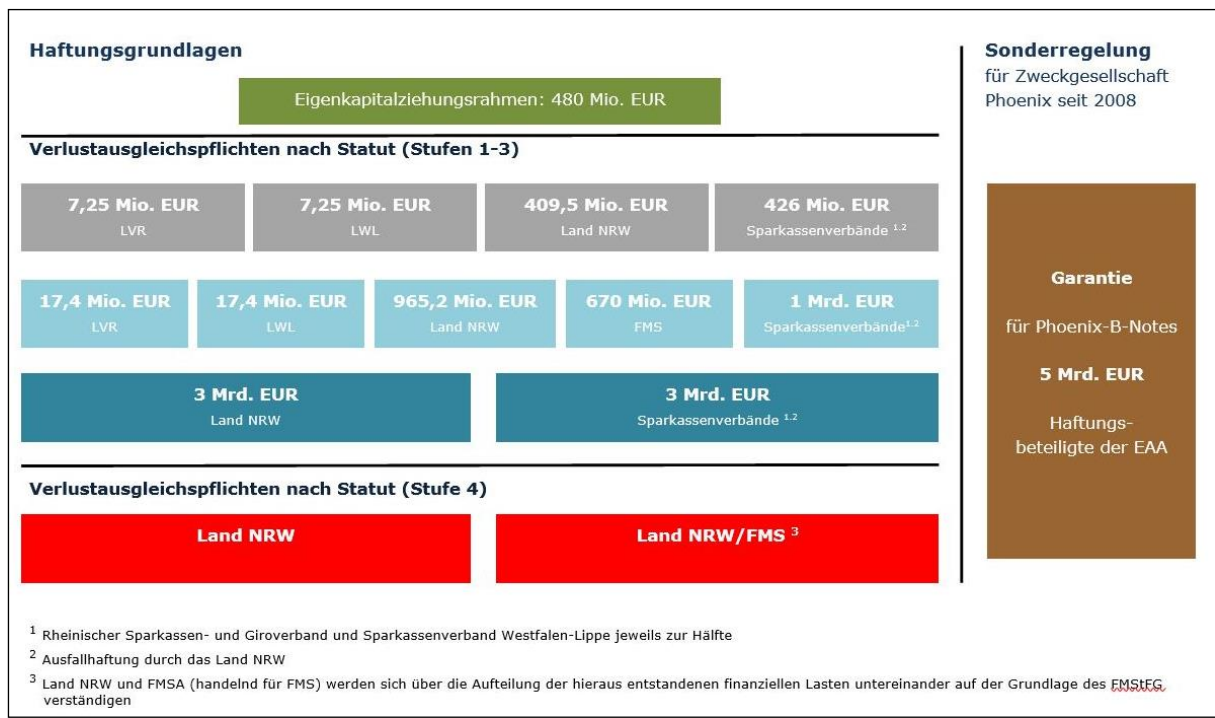 Haftungsgrundlagen
Eigenkapitalziehungsrahmen: 480 Mio. EUR
Verlustausgleichspflichten nach Statut (Stufen 1-3)
7,25 Mio. EUR
LVR
7,25 Mio. EUR
LWL
409,5 Mio. EUR
Land NRW
426 Mio. EUR
Sparkassenverbände 1.2
17,4 Mio. EUR
LVR
17,4 Mio. EUR
LWL
965,2 Mio. EUR
Land NRW
670 Mio. EUR
FMS
1 Mrd. EUR
Sparkassenverbände1.2
3 Mrd. EUR
Land NRW
3 Mrd. EUR
Sparkassenverbände 1.2
Verlustausgleichspflichten nach Statut (Stufe 4)
Land NRW
Land NRW/FMS 3
Sonderregelung
für Zweckgesellschaft
Phoenix seit 2008
Garantie
für Phoenix-B-Notes
5 Mrd. EUR
Haftungs-
beteiligte der EAA
1 Rheinischer Sparkassen- und Giroverband und Sparkassenverband Westfalen-Lippe jeweils zur Hälfte
2 Ausfallhaftung durch das Land NRW
3 Land NRW und FMSA (handelnd für FMS) werden sich über die Aufteilung der hieraus entstandenen finanziellen Lasten untereinander auf der Grundlage des FMStFG
verständigen